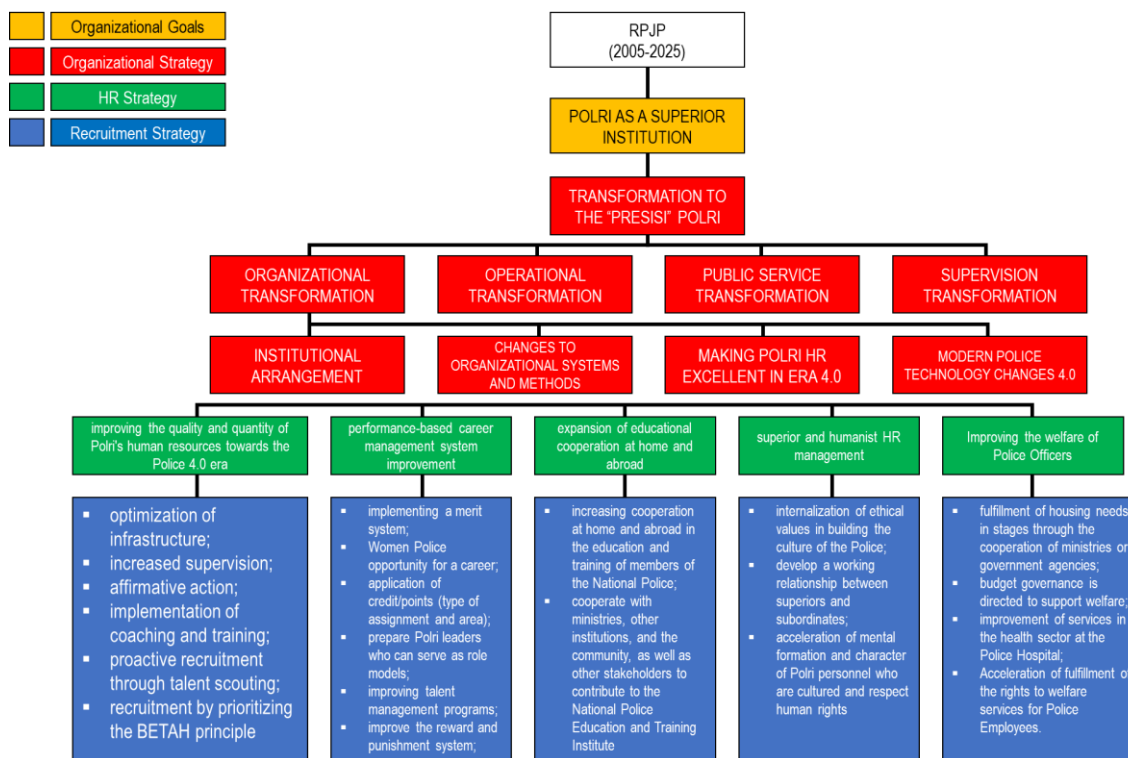 Organizational Goals
Organizational Strategy
HR Strategy
Recruitment Strategy
RPJP
(2005-2025)
POLRI AS A SUPERIOR
INSTITUTION
TRANSFORMATION TO
THE “PRESISI” POLRI
ORGANIZATIONAL
TRANSFORMATION
OPERATIONAL
TRANSFORMATION
PUBLIC SERVICE
TRANSFORMATION
SUPERVISION
TRANSFORMATION
INSTITUTIONAL
ARRANGEMENT
CHANGES TO
ORGANIZATIONAL SYSTEMS
AND METHODS
MAKING POLRI HR
EXCELLENT IN ERA 4.0
MODERN POLICE
TECHNOLOGY CHANGES 4.0
improving the quality and quantity of
Polri's human resources towards the
Police 4.0 era
performance-based career
management system
improvement
expansion of educational
cooperation at home and
abroad
superior and humanist HR
management
Improving the welfare of
Police Officers
▪ optimization of
infrastructure;
▪ increased supervision;
▪ affirmative action;
▪ implementation of
coaching and training;
▪ proactive recruitment
through talent scouting;
▪ recruitment by prioritizing
the BETAH principle
▪ implementing a merit
system;
▪ Women Police
opportunity for a career;
▪ application of
credit/points (type of
assignment and area);
▪ prepare Polri leaders
who can serve as role
models;
▪ improving talent
management programs;
▪ improve the reward and
punishment system;
▪ increasing cooperation
at home and abroad in
the education and
training of members of
the National Police;
▪ cooperate with
ministries, other
institutions, and the
community, as well as
other stakeholders to
contribute to the
National Police
Education and Training
Institute
▪ internalization of ethical
values in building the
culture of the Police;
▪ develop a working
relationship between
superiors and
subordinates;
▪ acceleration of mental
formation and character
of Polri personnel who
are cultured and respect
human rights
▪ fulfillment of housing needs
in stages through the
cooperation of ministries or
government agencies;
▪ budget governance is
directed to support welfare;
▪ improvement of services in
the health sector at the
Police Hospital;
▪ Acceleration of fulfillment of
the rights to welfare
services for Police
Employees.